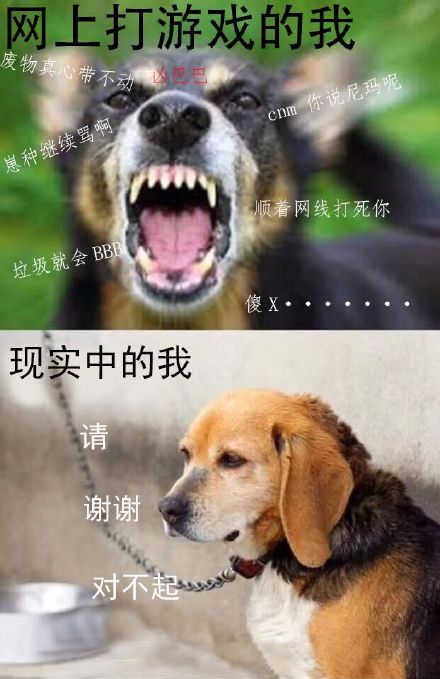 网上打游戏的我
废物真心带不动
凶巴巴
cnm 你说尼玛呢
崽种继续骂啊
顺着网线打死你
垃圾就会BBB
傻X·······
现实中的我
请
谢谢
对不起